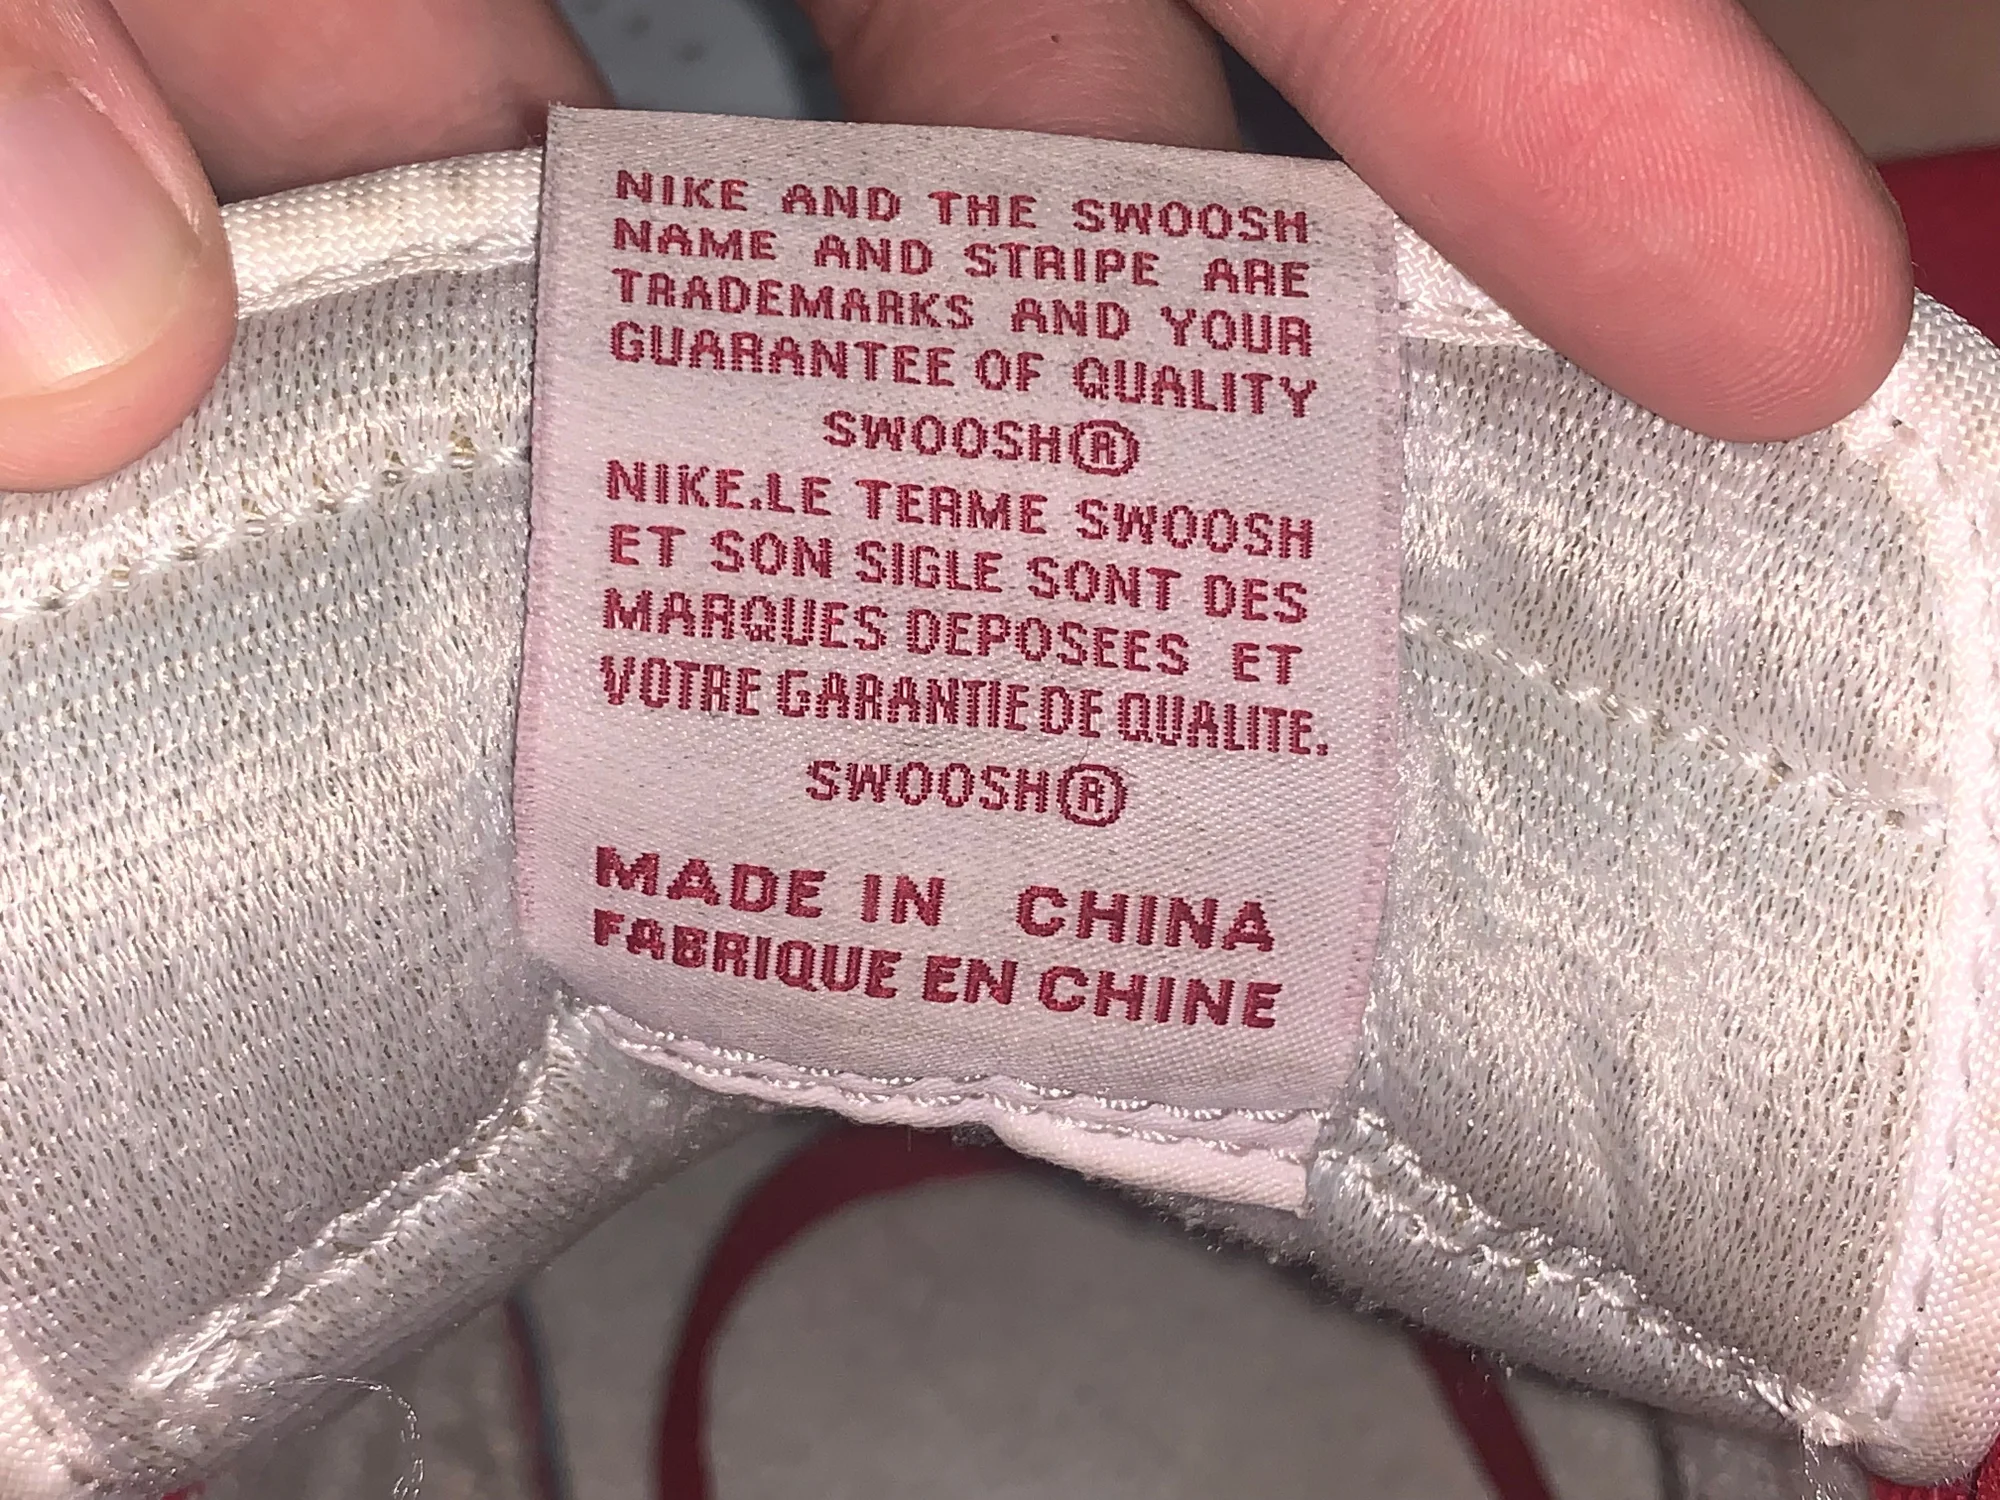 NIKE AND THE SWOOSH
NAME AND STRIPE ARE
TRADEMARKS AND YOUR
GUARANTEE OF QUALITY
SWOOSH®
NIKE.LE TERME SWOOSH
ET SON SIGLE SONT DES
MARQUES DEPOSEES ET
VOTRE GARANTIE DE QUALITE.
SWOOSH®
MADE IN CHINA
FABRIQUE EN CHINE